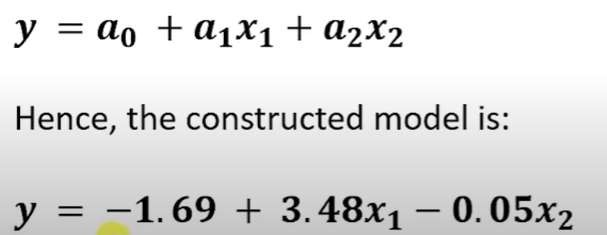 y = a₀ + a₁x₁ + a₂x₂
Hence, the constructed model is:
y = −1.69 + 3.48x₁ − 0.05x₂